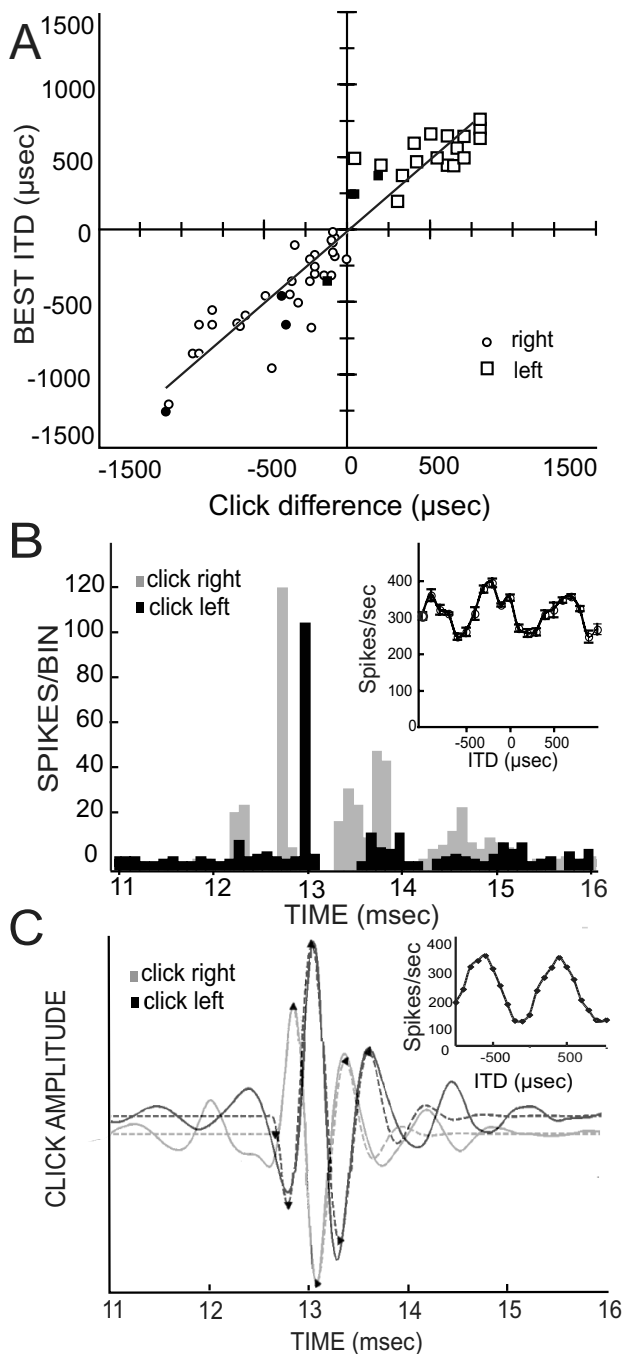 A
BEST ITD (µsec)
1500
1000
500
0
-500
-1000
-1500
right
left
-1500
-500
0
500
1500
Click difference (µsec)
B
click right
click left
SPIKES/BIN
120
100
80
60
40
20
0
11
12
13
14
15
16
TIME (msec)
Spikes/sec
400
300
200
100
0
-500
0
500
ITD (µsec)
C
click right
click left
CLICK AMPLITUDE
11
12
13
14
15
16
TIME (msec)
Spikes/sec
400
300
200
100
0
-500
500
ITD (µsec)